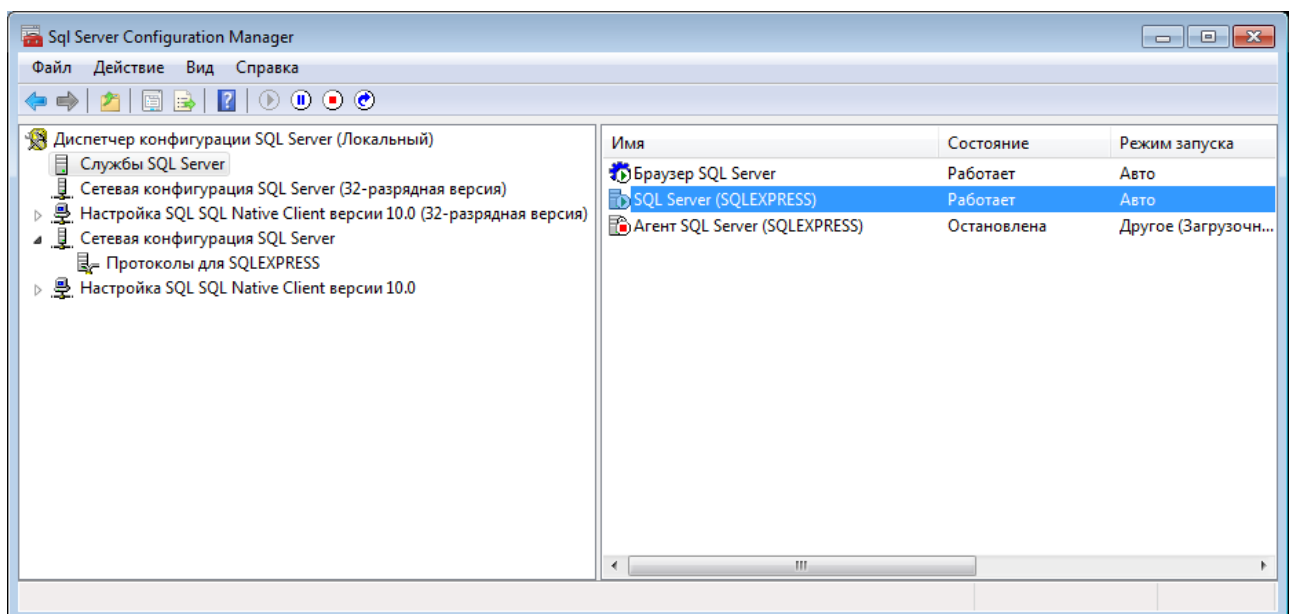 Sql Server Configuration Manager
Файл Действие Вид Справка
Диспетчер конфигурации SQL Server (Локальный)
Службы SQL Server
Сетевая конфигурация SQL Server (32-разрядная версия)
Настройка SQL SQL Native Client версии 10.0 (32-разрядная версия)
Сетевая конфигурация SQL Server
Протоколы для SQLEXPRESS
Настройка SQL SQL Native Client версии 10.0
Имя Состояние Режим запуска
Браузер SQL Server Работает Авто
SQL Server (SQLEXPRESS) Работает Авто
Агент SQL Server (SQLEXPRESS) Остановлена Другое (Загрузочн...